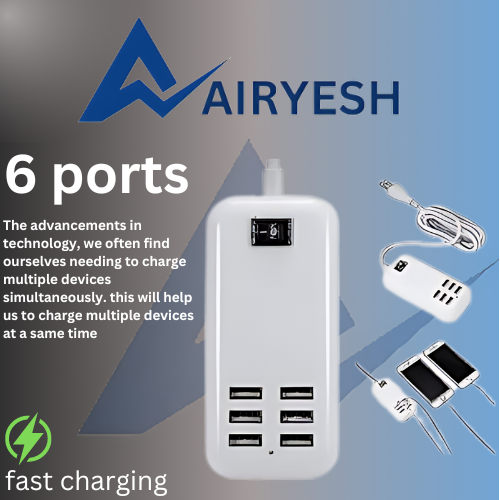 AIRYESH
6 ports
The advancements in
technology, we often find
ourselves needing to charge
multiple devices
simultaneously. this will help
us to charge multiple devices
at a same time
fast charging